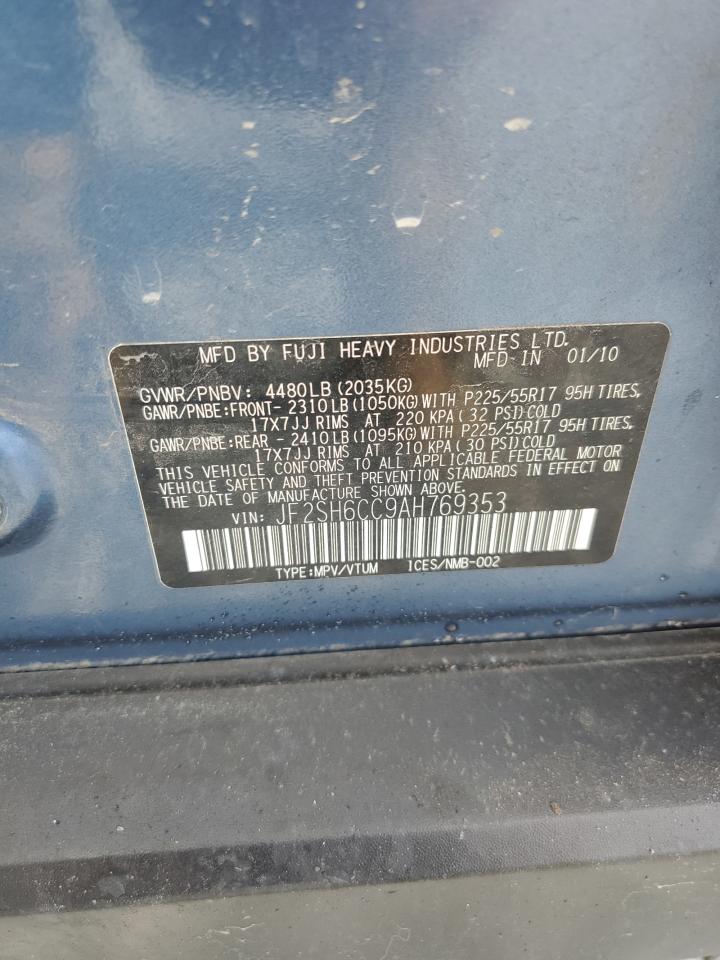 MFD BY FUJI HEAVY INDUSTRIES LTD.
MFD IN 01/10
GVWR/PNBV: 4480LB(2035KG)
GAWR/PNBE:FRONT-2310LB(1050KG)WITH P225/55R17 95H TIRES,
17X7JJ RIMS AT 220 KPA(32 PSI)COLD
GAWR/PNBE:REAR -2410LB(1095KG)WITH P225/55R17 95H TIRES,
17X7JJ RIMS AT 210 KPA(30 PSI)COLD
THIS VEHICLE CONFORMS TO ALL APPLICABLE FEDERAL MOTOR
VEHICLE SAFETY AND THEFT PREVENTION STANDARDS IN EFFECT ON
THE DATE OF MANUFACTURE SHOWN ABOVE.
VIN: JF2SH6CC9AH769353
TYPE:MPV/VTUM ICES/NMB-002